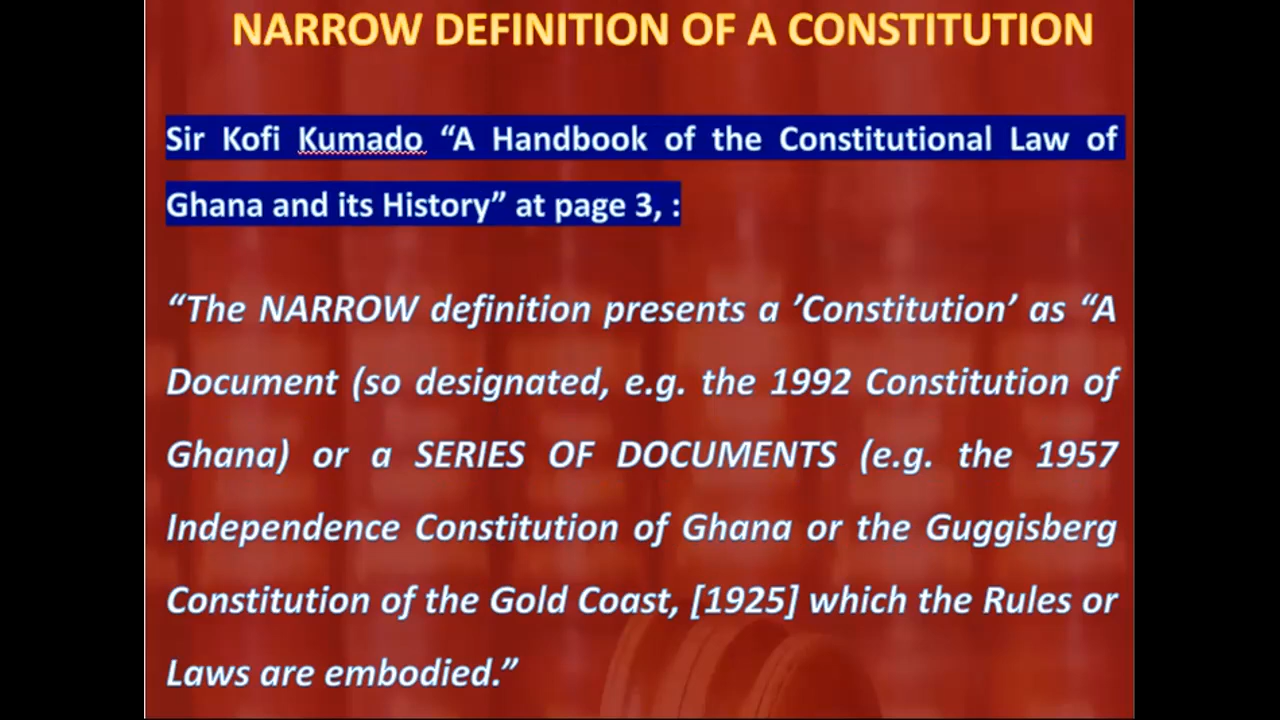 NARROW DEFINITION OF A CONSTITUTION
Sir Kofi Kumado “A Handbook of the Constitutional Law of
Ghana and its History” at page 3, :
“The NARROW definition presents a ’Constitution’ as “A
Document (so designated, e.g. the 1992 Constitution of
Ghana) or a SERIES OF DOCUMENTS (e.g. the 1957
Independence Constitution of Ghana or the Guggisberg
Constitution of the Gold Coast, [1925] which the Rules or
Laws are embodied.”